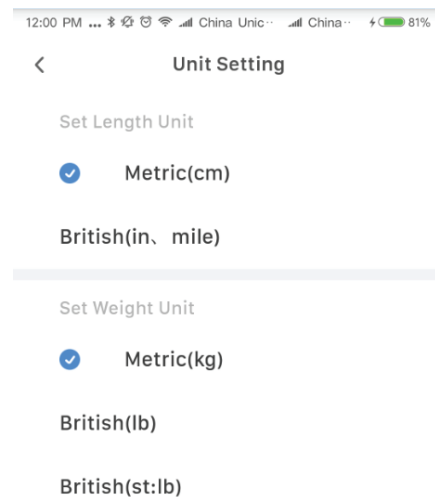 12:00 PM ... China Unic·· China·· 81%
Unit Setting
Set Length Unit
Metric(cm)
British(in、mile)
Set Weight Unit
Metric(kg)
British(lb)
British(st:lb)